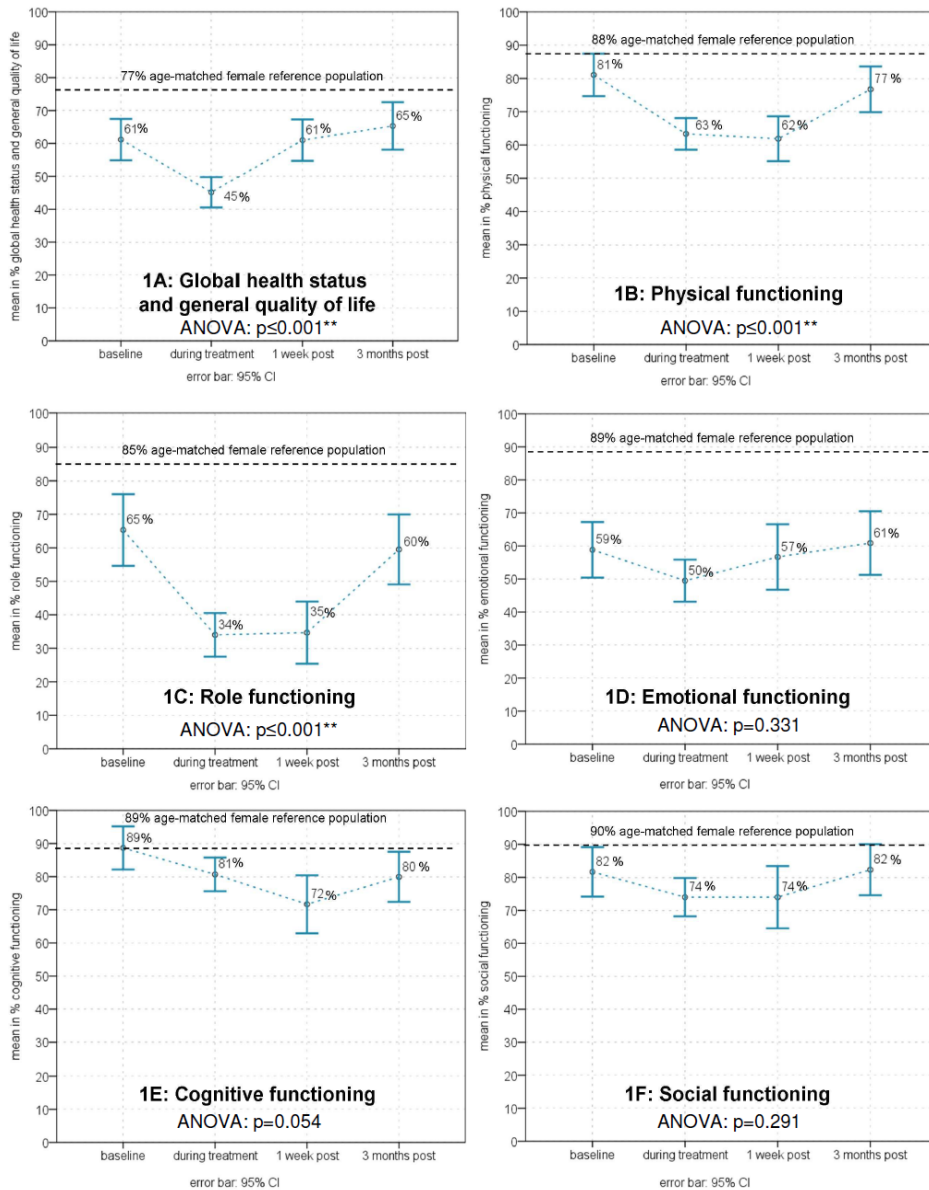 mean in % global health status and general quality of life
100
90
80
70
60
50
40
30
20
10
0
77% age-matched female reference population
61%
45%
61%
65%
1A: Global health status
and general quality of life
ANOVA: p≤0.001**
baseline
during treatment
1 week post
3 months post
error bar: 95% CI
mean in % physical functioning
100
90
80
70
60
50
40
30
20
10
0
88% age-matched female reference population
81%
63%
62%
77%
1B: Physical functioning
ANOVA: p≤0.001**
baseline
during treatment
1 week post
3 months post
error bar: 95% CI
mean in % role functioning
100
90
80
70
60
50
40
30
20
10
0
85% age-matched female reference population
65%
34%
35%
60%
1C: Role functioning
ANOVA: p≤0.001**
baseline
during treatment
1 week post
3 months post
error bar: 95% CI
mean in % emotional functioning
100
90
80
70
60
50
40
30
20
10
0
89% age-matched female reference population
59%
50%
57%
61%
1D: Emotional functioning
ANOVA: p=0.331
baseline
during treatment
1 week post
3 months post
error bar: 95% CI
mean in % cognitive functioning
100
90
80
70
60
50
40
30
20
10
0
89% age-matched female reference population
89%
81%
72%
80%
1E: Cognitive functioning
ANOVA: p=0.054
baseline
during treatment
1 week post
3 months post
error bar: 95% CI
mean in % social functioning
100
90
80
70
60
50
40
30
20
10
0
90% age-matched female reference population
82%
74%
74%
82%
1F: Social functioning
ANOVA: p=0.291
baseline
during treatment
1 week post
3 months post
error bar: 95% CI